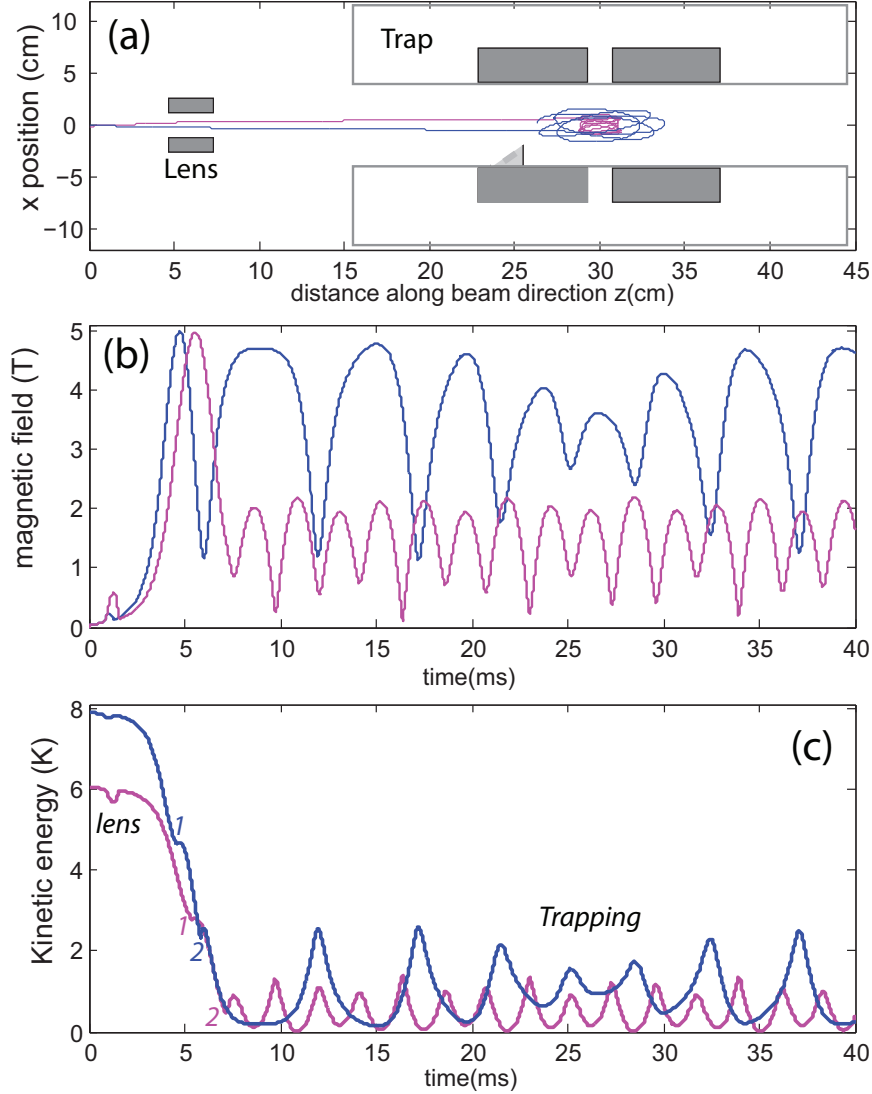 (a)
Trap
Lens
x position (cm)
10
5
0
−5
−10
0 5 10 15 20 25 30 35 40 45
distance along beam direction z(cm)
(b)
magnetic field (T)
5
4
3
2
1
0
0 5 10 15 20 25 30 35 40
time(ms)
(c)
Kinetic energy (K)
8
6
4
2
0
lens
1
1
2
2
Trapping
0 5 10 15 20 25 30 35 40
time(ms)